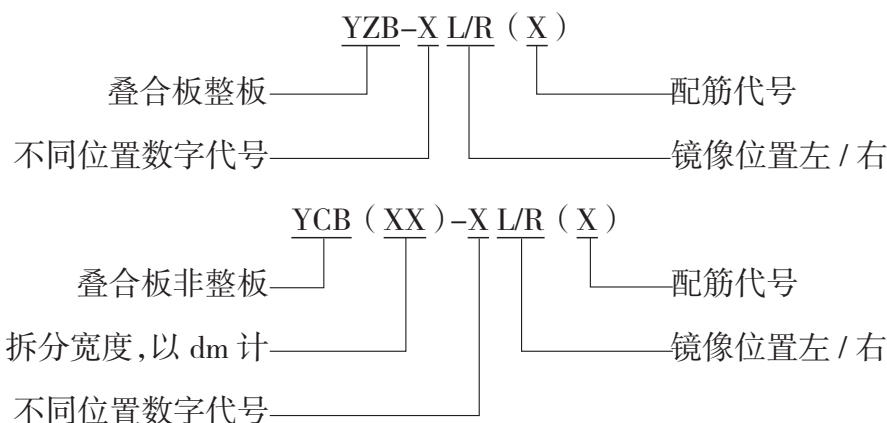 YZB-X L/R（X）
叠合板整板 配筋代号
不同位置数字代号 镜像位置左/右
YCB（XX）-X L/R（X）
叠合板非整板 配筋代号
拆分宽度,以 dm 计 镜像位置左/右
不同位置数字代号